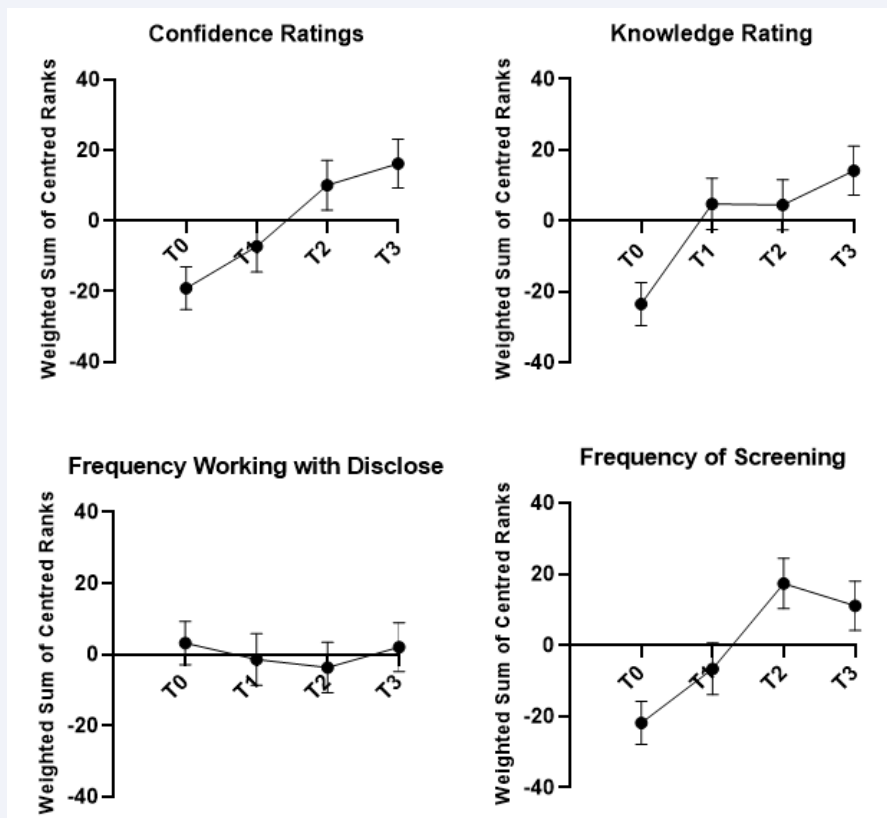 Confidence Ratings
Weighted Sum of Centred Ranks
40
20
0
-20
-40
T0
T1
T2
T3
Knowledge Rating
Weighted Sum of Centred Ranks
40
20
0
-20
-40
T0
T1
T2
T3
Frequency Working with Disclose
Weighted Sum of Centred Ranks
40
20
0
-20
-40
T0
T1
T2
T3
Frequency of Screening
Weighted Sum of Centred Ranks
40
20
0
-20
-40
T0
T1
T2
T3